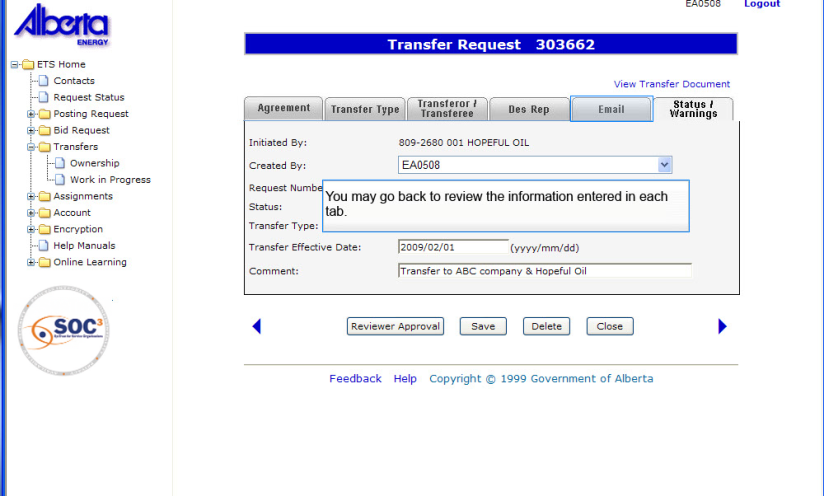 EA0508 Logout
Alberta
ENERGY
Transfer Request 303662
ETS Home
Contacts
Request Status
Posting Request
Bid Request
Transfers
Ownership
Work in Progress
Assignments
Account
Encryption
Help Manuals
Online Learning
SOC3
View Transfer Document
Agreement
Transfer Type
Transferor /
Transferee
Des Rep
Email
Status /
Warnings
Initiated By: 809-2680 001 HOPEFUL OIL
Created By: EA0508
Request Numbe
Status:
Transfer Type:
You may go back to review the information entered in each
tab.
Transfer Effective Date: 2009/02/01 (yyyy/mm/dd)
Comment: Transfer to ABC company & Hopeful Oil
Reviewer Approval Save Delete Close
Feedback Help Copyright © 1999 Government of Alberta